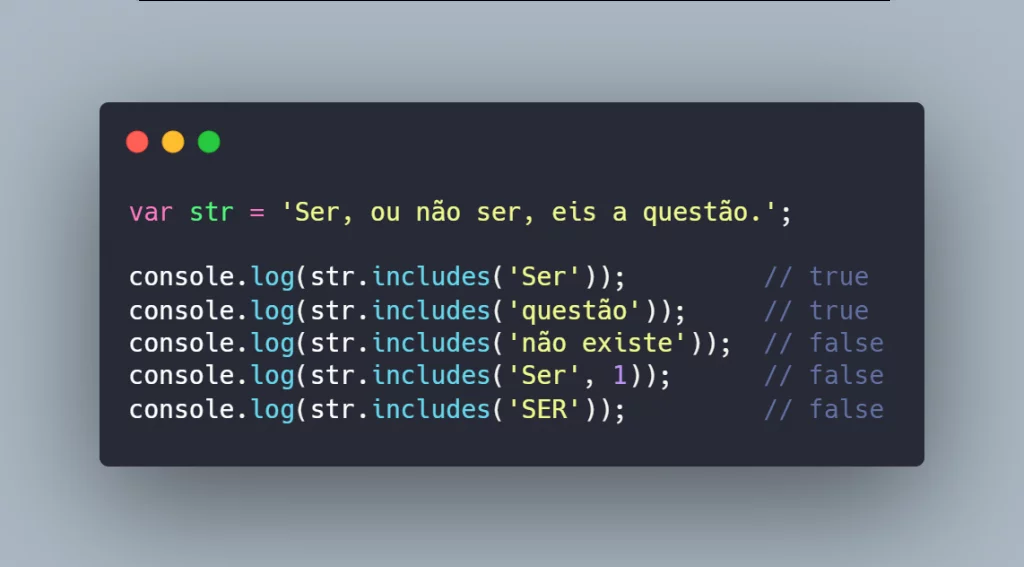 var str = 'Ser, ou não ser, eis a questão.';
console.log(str.includes('Ser'));         // true
console.log(str.includes('questão'));     // true
console.log(str.includes('não existe'));  // false
console.log(str.includes('Ser', 1));      // false
console.log(str.includes('SER'));         // false